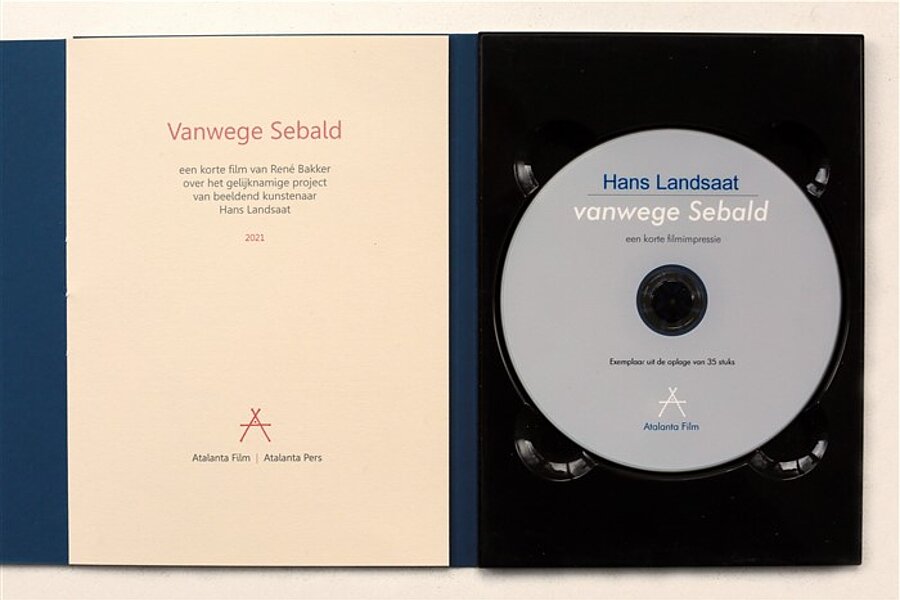 Vanwege Sebald
een korte film van René Bakker
over het gelijknamige project
van beeldend kunstenaar
Hans Landsaat
2021
Atalanta Film | Atalanta Pers
Hans Landsaat
vanwege Sebald
een korte filmimpressie
Exemplaar uit de oplage van 35 stuks
Atalanta Film